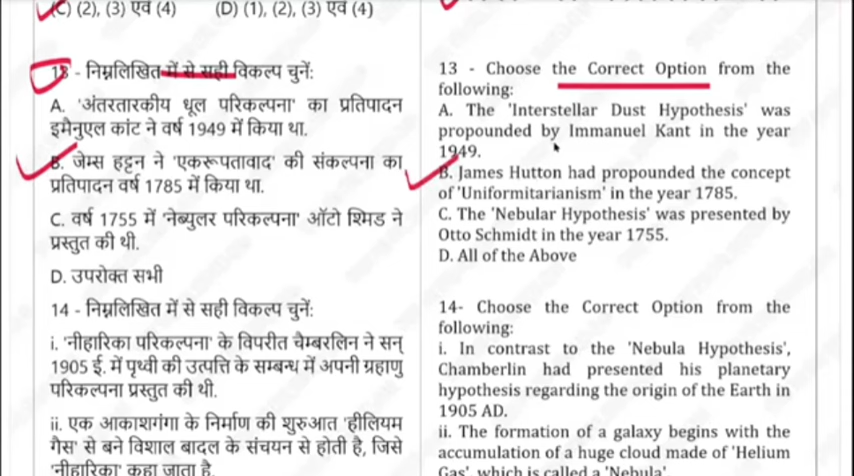 (C) (2), (3) एवं (4) (D) (1), (2), (3) एवं (4)
13 - निम्नलिखित में से सही विकल्प चुनें:
A. 'अंतरतारकीय धूल परिकल्पना' का प्रतिपादन
इमैनुएल कांट ने वर्ष 1949 में किया था.
B. जेम्स हट्टन ने 'एकरूपतावाद' की संकल्पना का
प्रतिपादन वर्ष 1785 में किया था.
C. वर्ष 1755 में 'नेब्युलर परिकल्पना' ऑटो श्मिड ने
प्रस्तुत की थी.
D. उपरोक्त सभी
14 - निम्नलिखित में से सही विकल्प चुनें:
i. 'नीहारिका परिकल्पना' के विपरीत चैम्बरलिन ने सन्
1905 ई. में पृथ्वी की उत्पत्ति के सम्बन्ध में अपनी ग्रहाणु
परिकल्पना प्रस्तुत की थी.
ii. एक आकाशगंगा के निर्माण की शुरुआत 'हीलियम
गैस' से बने विशाल बादल के संचयन से होती है, जिसे
'नीहारिका' कहा जाता है.
13 - Choose the Correct Option from the
following:
A. The 'Interstellar Dust Hypothesis' was
propounded by Immanuel Kant in the year
1949.
B. James Hutton had propounded the concept
of 'Uniformitarianism' in the year 1785.
C. The 'Nebular Hypothesis' was presented by
Otto Schmidt in the year 1755.
D. All of the Above
14- Choose the Correct Option from the
following:
i. In contrast to the 'Nebula Hypothesis',
Chamberlin had presented his planetary
hypothesis regarding the origin of the Earth in
1905 AD.
ii. The formation of a galaxy begins with the
accumulation of a huge cloud made of 'Helium
Gas', which is called a 'Nebula'.